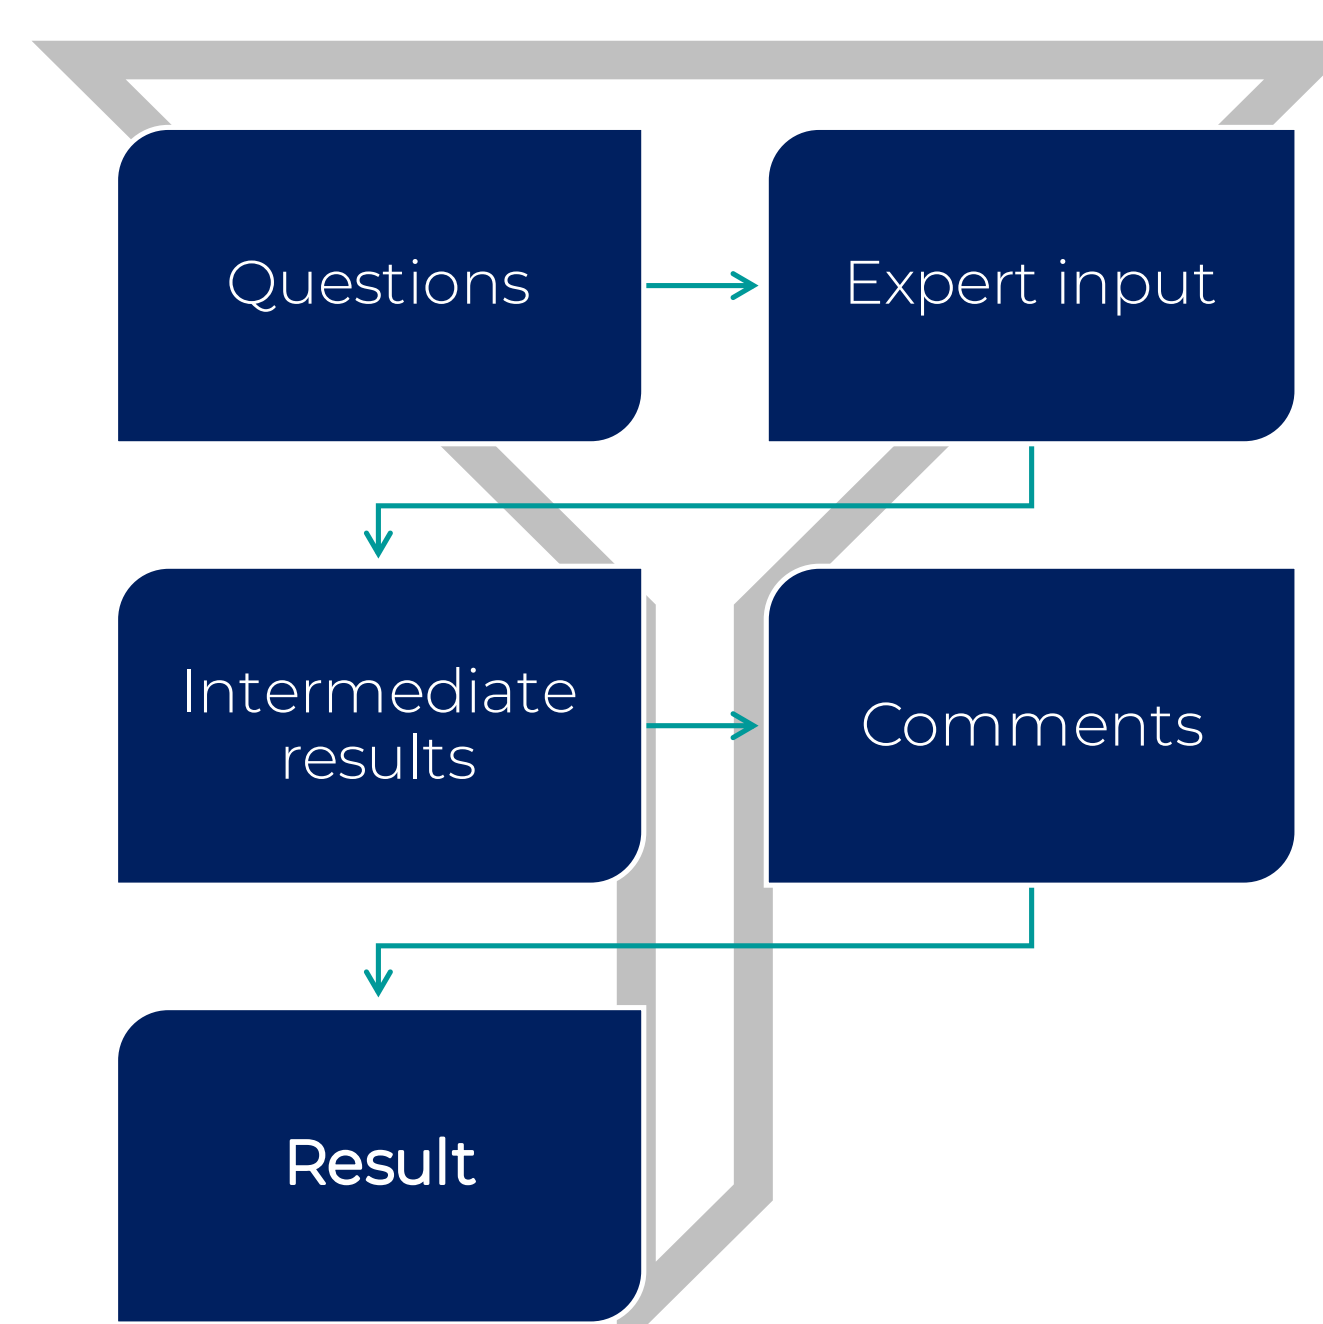 Questions
Expert input
Intermediate
results
Comments
Result